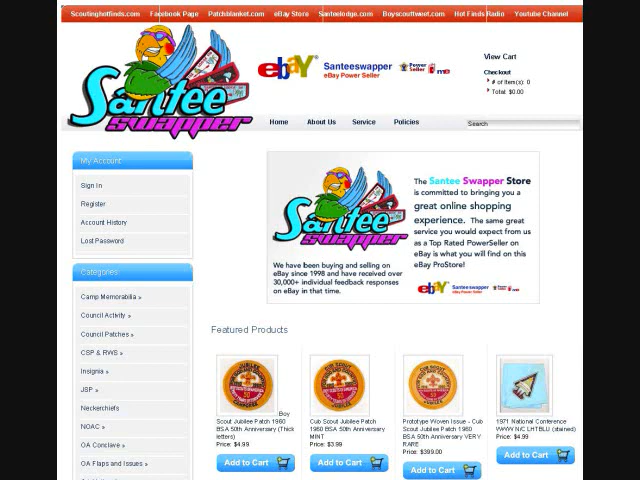 Scoutinghotfinds.com Facebook Page Patchblanket.com eBay Store Santeelodge.com Boyscouttweet.com Hot Finds Radio Youtube Channel
Santee
Swapper
ebay
Santeeswapper
eBay Power Seller
Power Seller
me
View Cart
Checkout
# of Item(s): 0
Total: $0.00
Home About Us Service Policies
Search
My Account
Sign In
Register
Account History
Lost Password
Categories
Camp Memorabilia »
Council Activity »
Council Patches »
CSP & RWS »
Insignia »
JSP »
Neckerchiefs
NOAC »
OA Conclave »
OA Flaps and Issues »
Santee
Swapper
We have been buying and selling on
eBay since 1998 and have received over
30,000+ individual feedback responses
on eBay in that time.
The Santee Swapper Store
is committed to bringing you a
great online shopping
experience. The same great
service you would expect from us
as a Top Rated PowerSeller on
eBay is what you will find on this
eBay ProStore!
ebay
Santeeswapper
Featured Products
Boy
Scout Jubilee Patch 1960
BSA 50th Anniversary (Thick
letters)
Price: $4.99
Add to Cart
Cub Scout Jubilee Patch
1960 BSA 50th Anniversary
MINT
Price: $3.99
Add to Cart
Prototype Woven Issue - Cub
Scout Jubilee Patch 1960
BSA 50th Anniversary VERY
RARE
Price: $399.00
Add to Cart
1971 National Conference
WWW N/C LHTBLU (stained)
Price: $4.99
Add to Cart